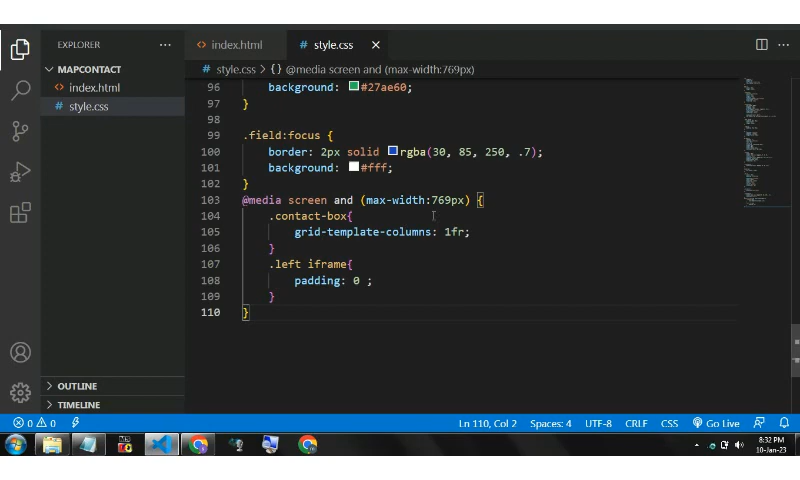 EXPLORER
index.html
style.css
MAPCONTACT
index.html
style.css
style.css > {} @media screen and (max-width:769px)
96 background: #27ae60;
97 }
98
99 .field:focus {
100 border: 2px solid rgba(30, 85, 250, .7);
101 background: #fff;
102 }
103 @media screen and (max-width:769px) {
104 .contact-box{
105 grid-template-columns: 1fr;
106 }
107 .left iframe{
108 padding: 0 ;
109 }
110 }
OUTLINE
TIMELINE
0 0 Ln 110, Col 2 Spaces: 4 UTF-8 CRLF CSS Go Live
8:32 PM
10-Jan-23